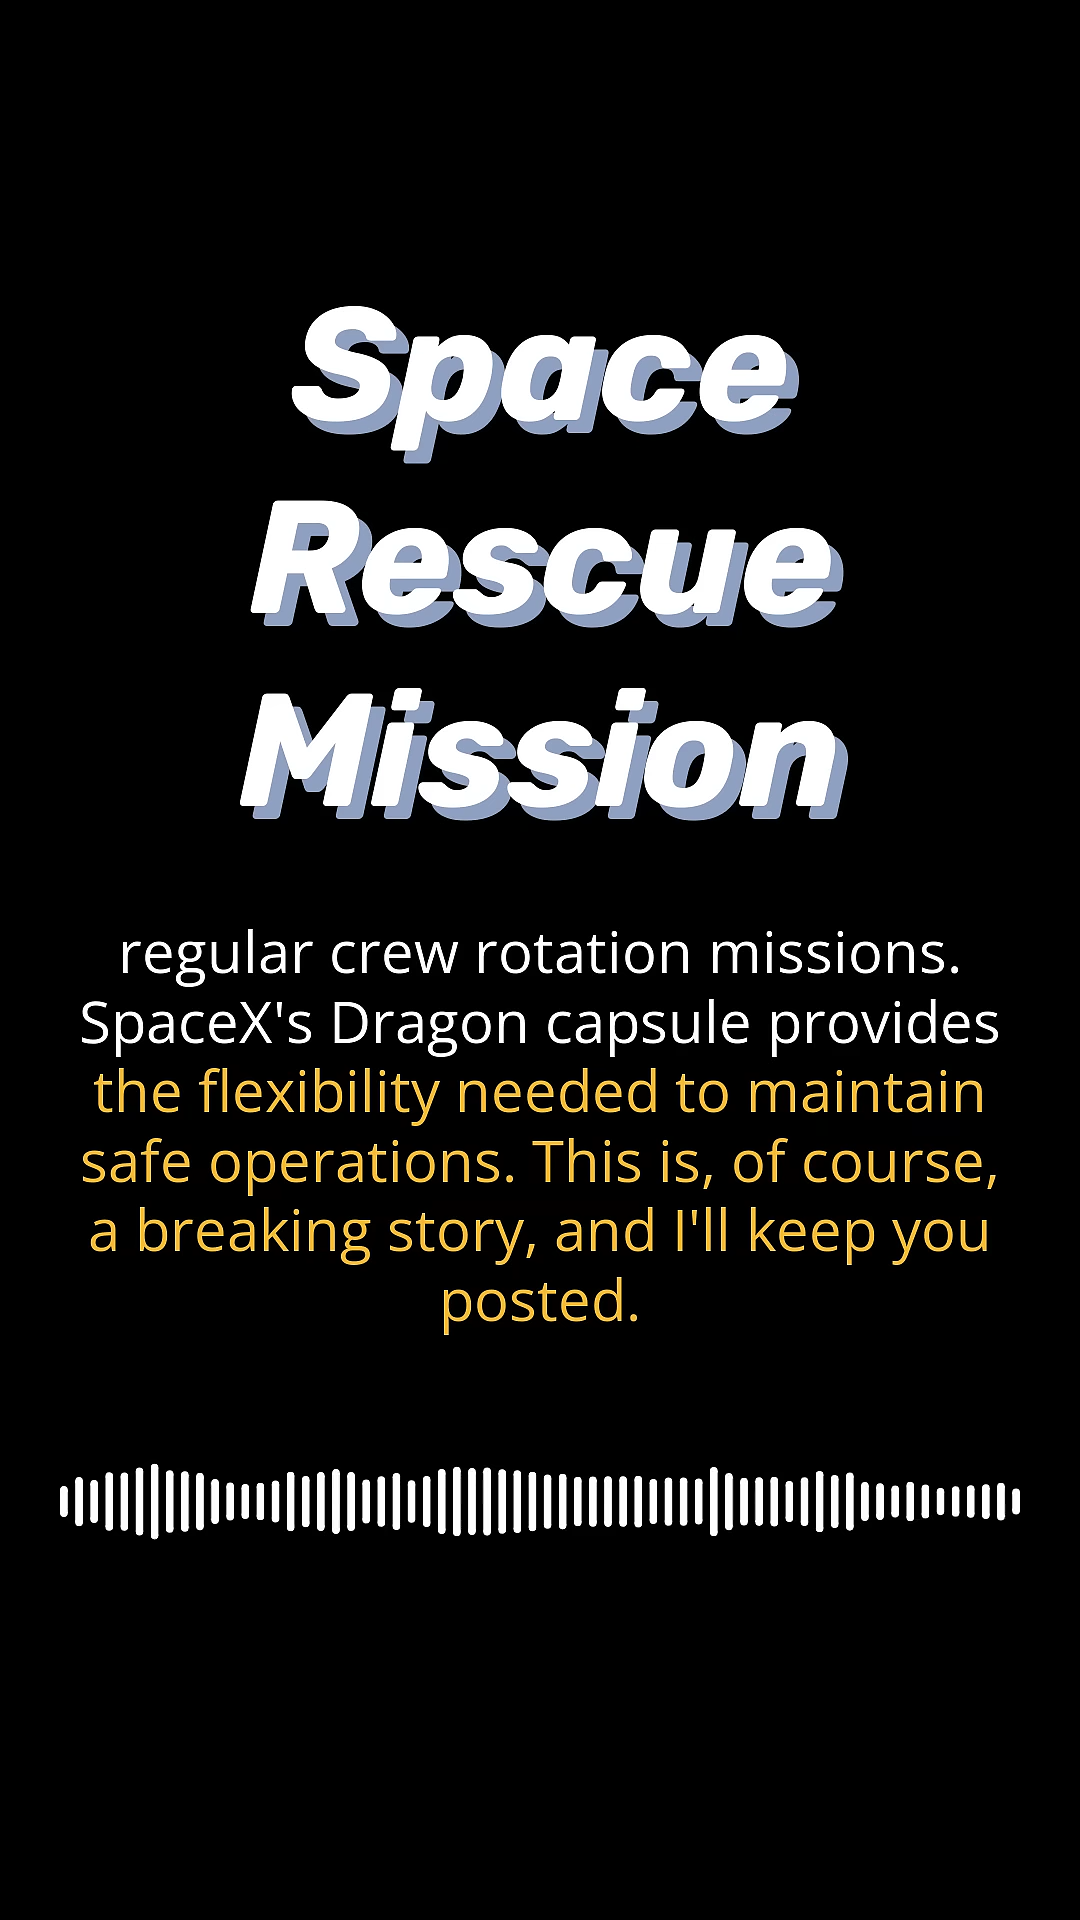 Space
Rescue
Mission
regular crew rotation missions.
SpaceX's Dragon capsule provides
the flexibility needed to maintain
safe operations. This is, of course,
a breaking story, and I'll keep you
posted.